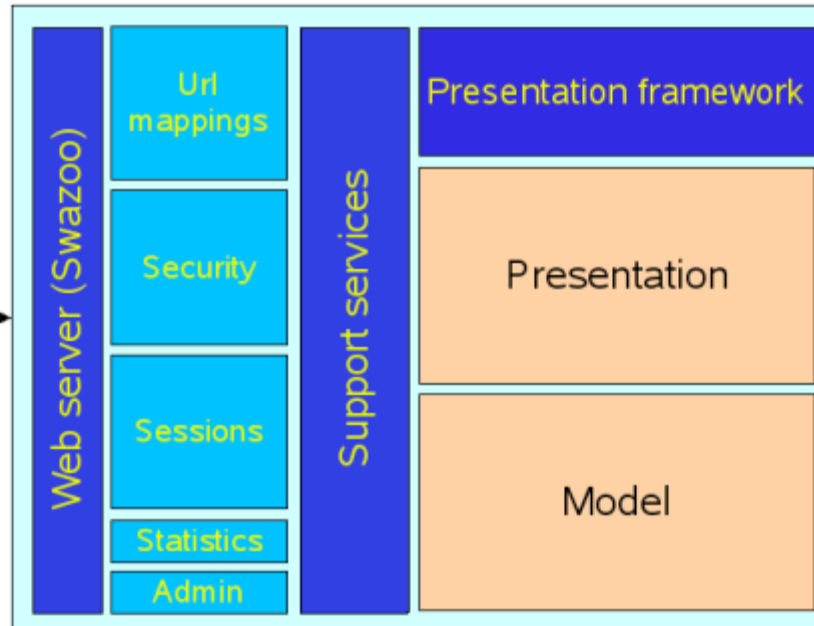 Web server (Swazoo)
Url
mappings
Security
Sessions
Statistics
Admin
Support services
Presentation framework
Presentation
Model